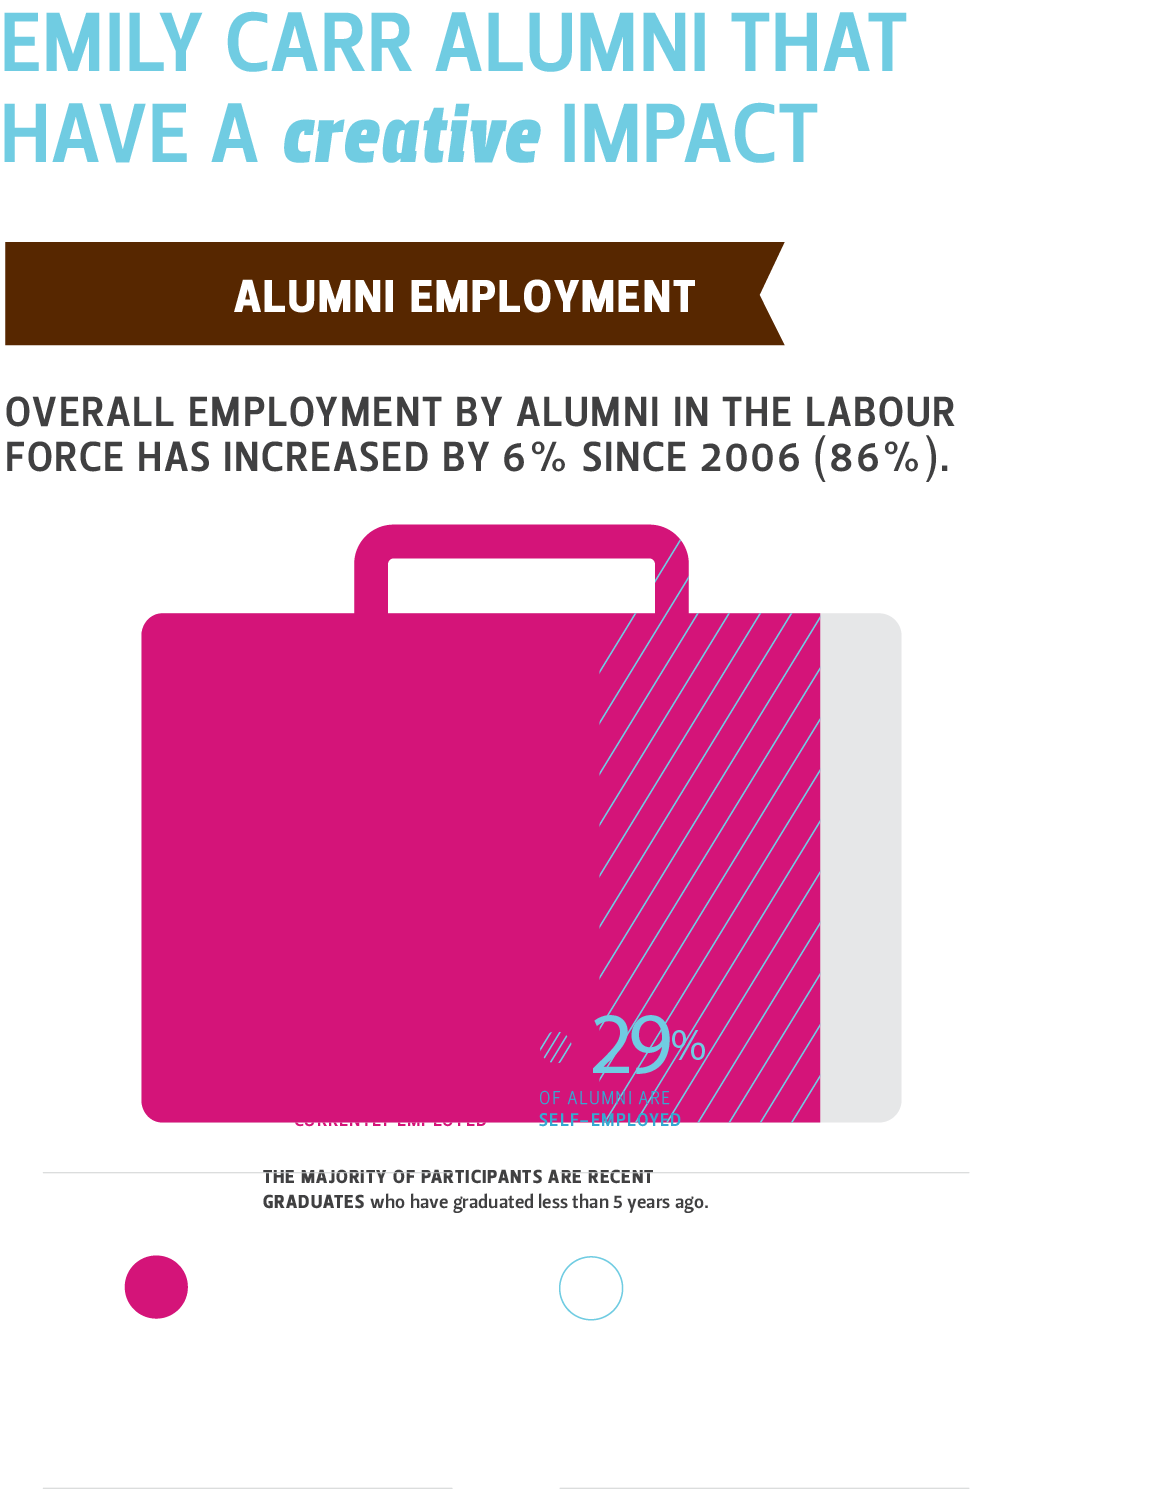 EMILY CARR ALUMNI THAT
HAVE A creative IMPACT
ALUMNI EMPLOYMENT
OVERALL EMPLOYMENT BY ALUMNI IN THE LABOUR
FORCE HAS INCREASED BY 6% SINCE 2006 (86%).
29%
OF ALUMNI ARE
CURRENTLY EMPLOYED SELF-EMPLOYED
THE MAJORITY OF PARTICIPANTS ARE RECENT
GRADUATES who have graduated less than 5 years ago.